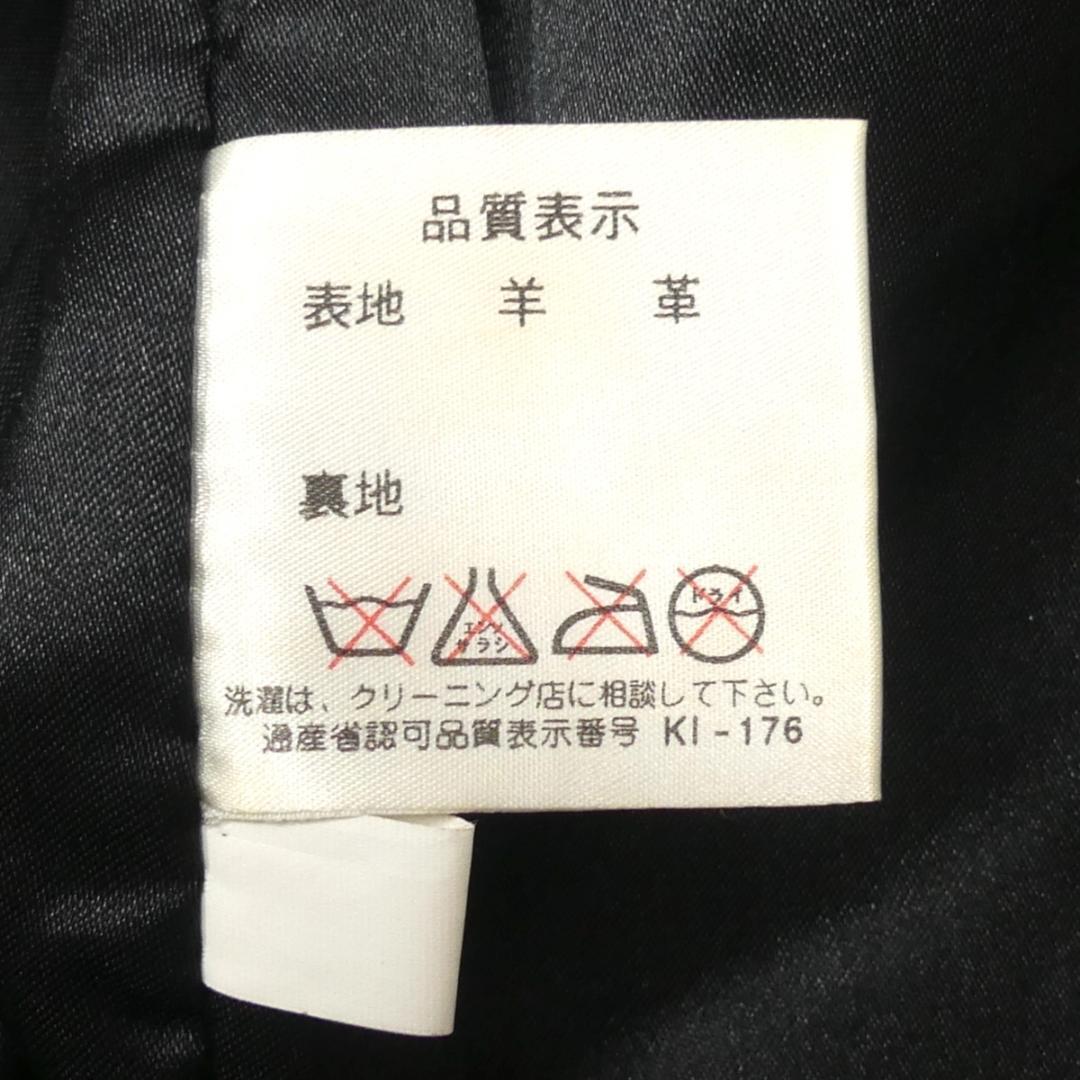 品質表示
表地 羊 革
裏地
エンソ
サラシ
ドライ
洗濯は、クリーニング店に相談して下さい。
通産省認可品質表示番号 KI-176